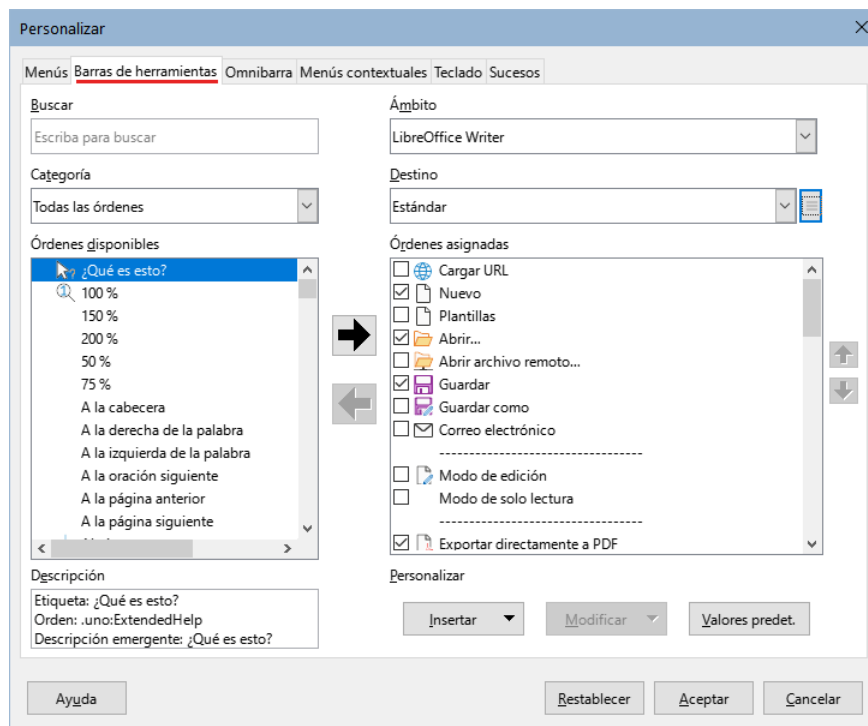 Personalizar
Menús Barras de herramientas Omnibarra Menús contextuales Teclado Sucesos
Buscar
Escriba para buscar
Categoría
Todas las órdenes
Órdenes disponibles
¿Qué es esto?
100 %
150 %
200 %
50 %
75 %
A la cabecera
A la derecha de la palabra
A la izquierda de la palabra
A la oración siguiente
A la página anterior
A la página siguiente
Descripción
Etiqueta: ¿Qué es esto?
Orden: .uno:ExtendedHelp
Descripción emergente: ¿Qué es esto?
Ámbito
LibreOffice Writer
Destino
Estándar
Órdenes asignadas
Cargar URL
Nuevo
Plantillas
Abrir...
Abrir archivo remoto...
Guardar
Guardar como
Correo electrónico
----------------------------------
Modo de edición
Modo de solo lectura
----------------------------------
Exportar directamente a PDF
Personalizar
Insertar Modificar Valores predet.
Ayuda Restablecer Aceptar Cancelar